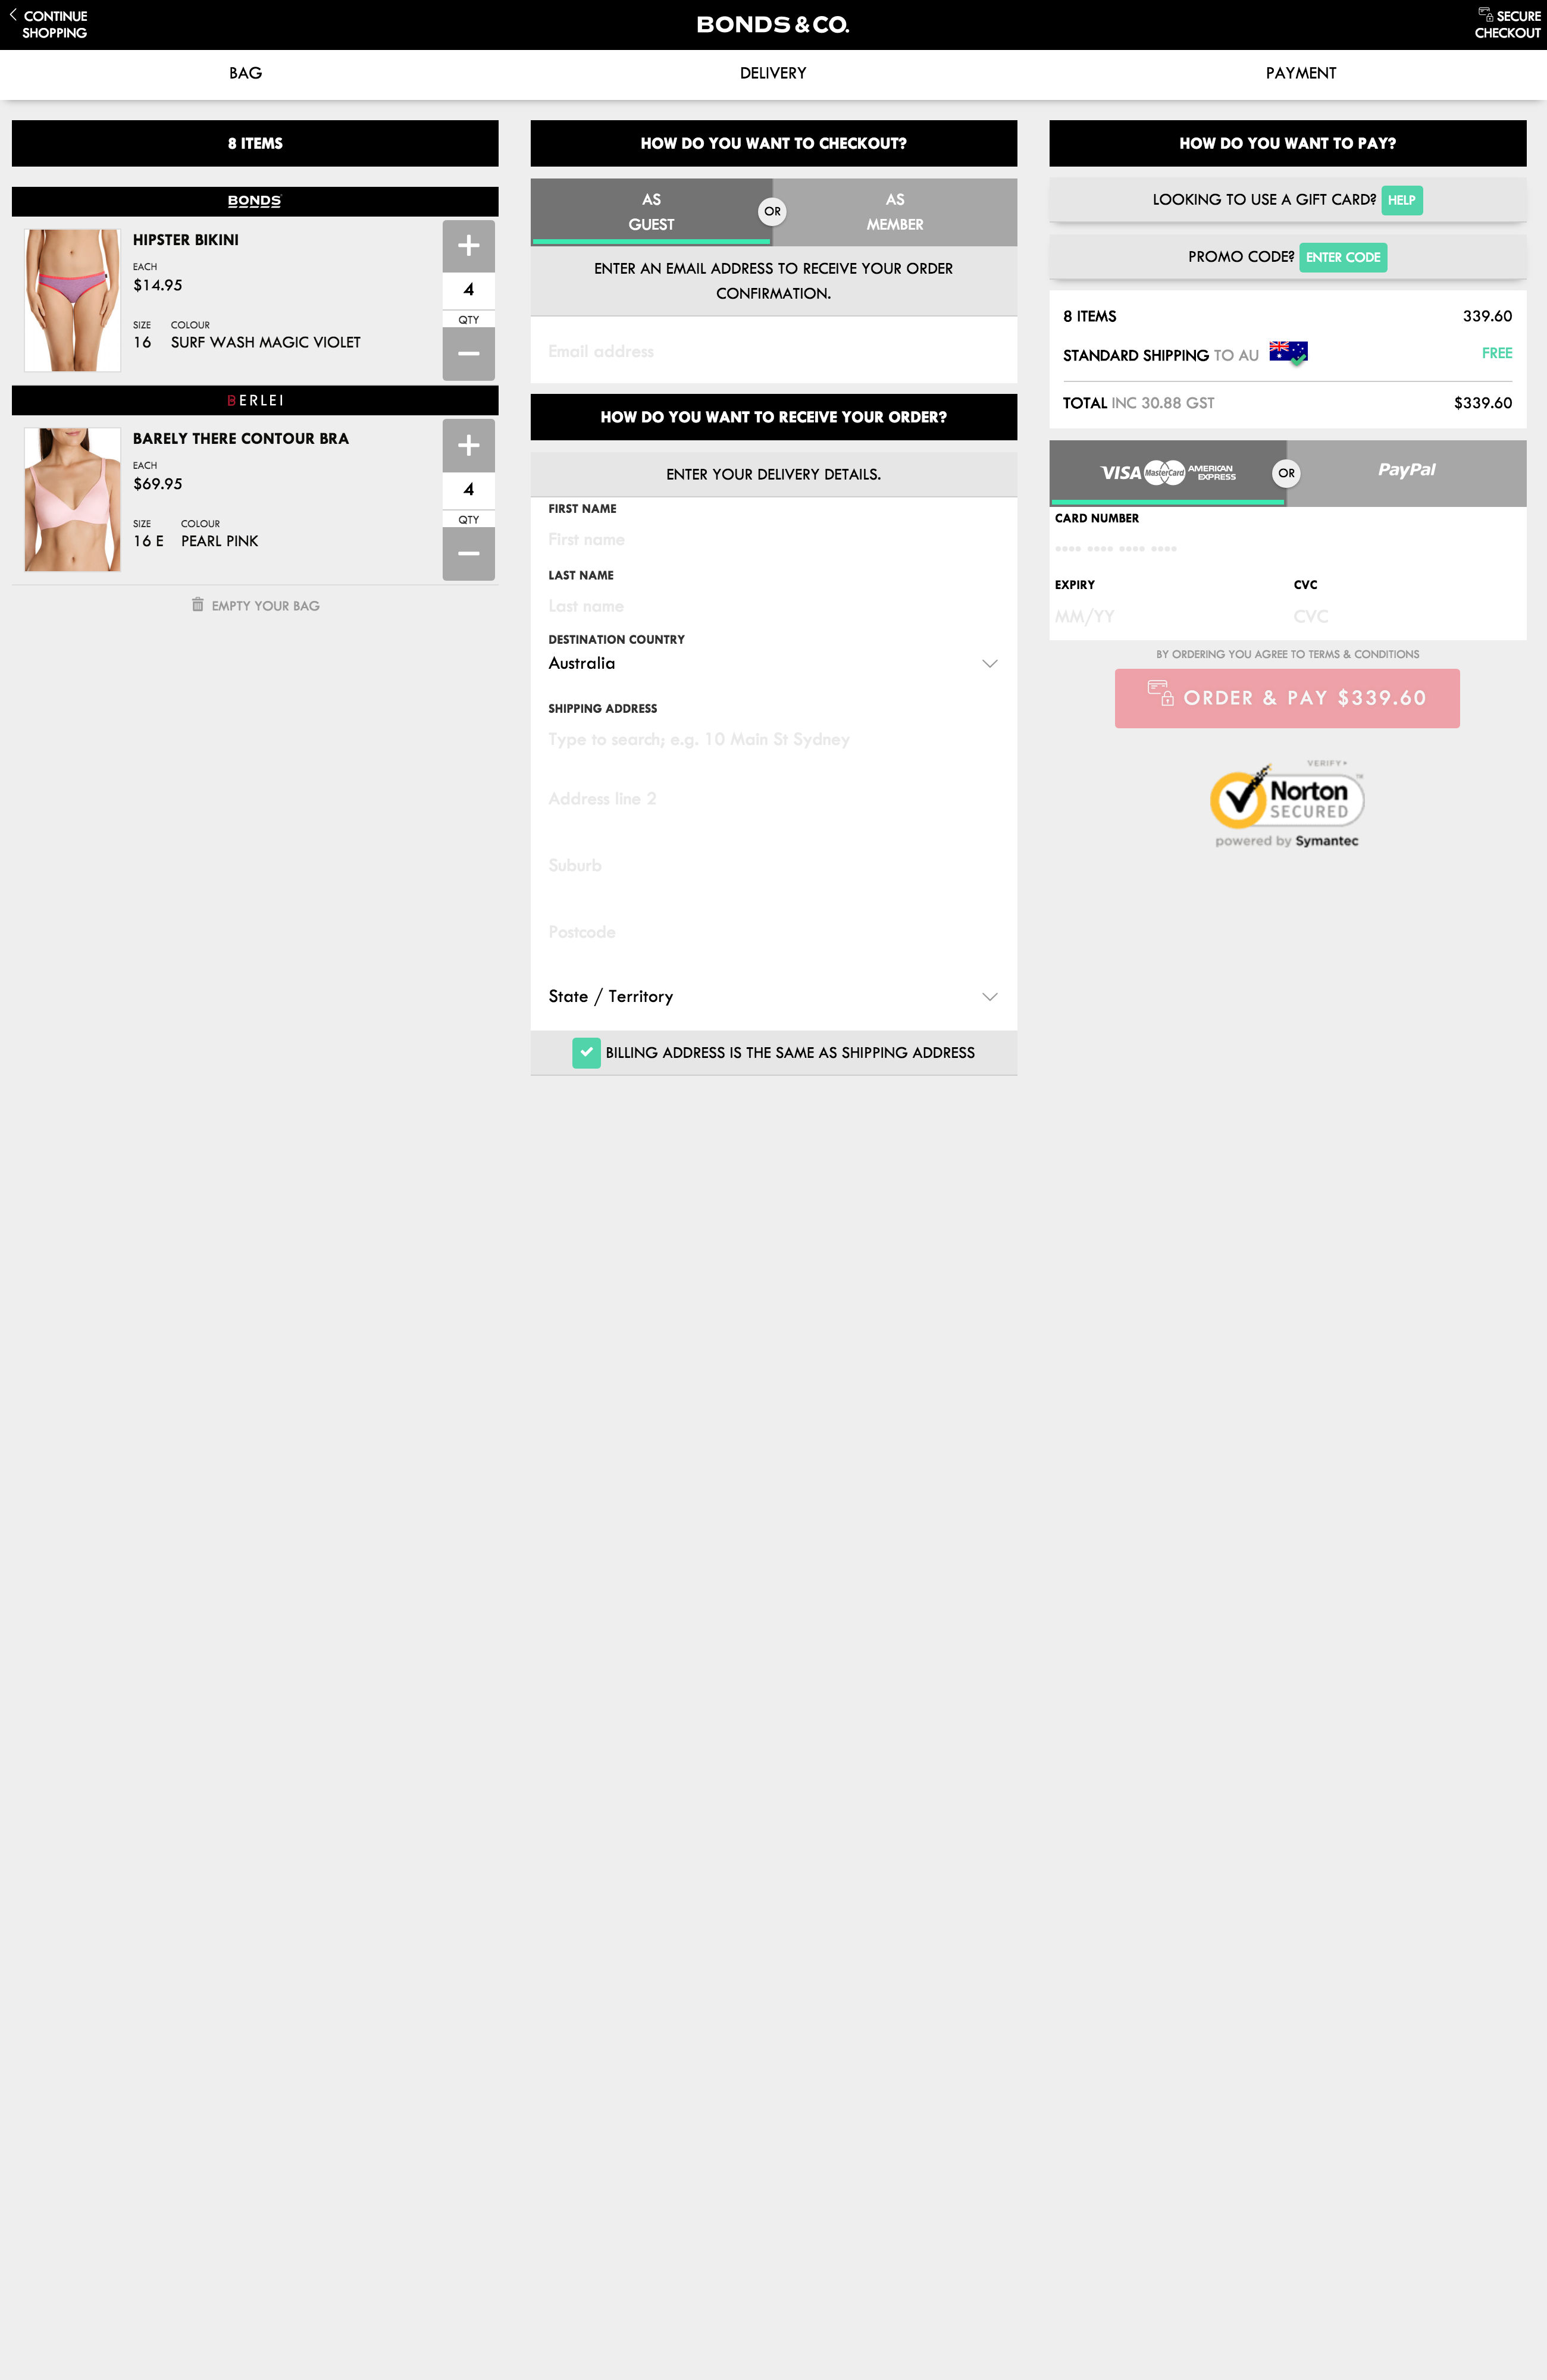 CONTINUE
SHOPPING
BONDS & CO.
SECURE
CHECKOUT
BAG
DELIVERY
PAYMENT
8 ITEMS
BONDS
HIPSTER BIKINI
EACH
$14.95
SIZE COLOUR
16 SURF WASH MAGIC VIOLET
4
QTY
BERLEI
BARELY THERE CONTOUR BRA
EACH
$69.95
SIZE COLOUR
16 E PEARL PINK
4
QTY
EMPTY YOUR BAG
HOW DO YOU WANT TO CHECKOUT?
AS
GUEST
OR
AS
MEMBER
ENTER AN EMAIL ADDRESS TO RECEIVE YOUR ORDER
CONFIRMATION.
Email address
HOW DO YOU WANT TO RECEIVE YOUR ORDER?
ENTER YOUR DELIVERY DETAILS.
FIRST NAME
First name
LAST NAME
Last name
DESTINATION COUNTRY
Australia
SHIPPING ADDRESS
Type to search; e.g. 10 Main St Sydney
Address line 2
Suburb
Postcode
State / Territory
BILLING ADDRESS IS THE SAME AS SHIPPING ADDRESS
HOW DO YOU WANT TO PAY?
LOOKING TO USE A GIFT CARD? HELP
PROMO CODE? ENTER CODE
8 ITEMS 339.60
STANDARD SHIPPING TO AU FREE
TOTAL INC 30.88 GST $339.60
VISA MasterCard AMERICAN EXPRESS
OR
PayPal
CARD NUMBER
•••• •••• •••• ••••
EXPIRY CVC
MM/YY CVC
BY ORDERING YOU AGREE TO TERMS & CONDITIONS
ORDER & PAY $339.60
VERIFY
Norton
SECURED
powered by Symantec